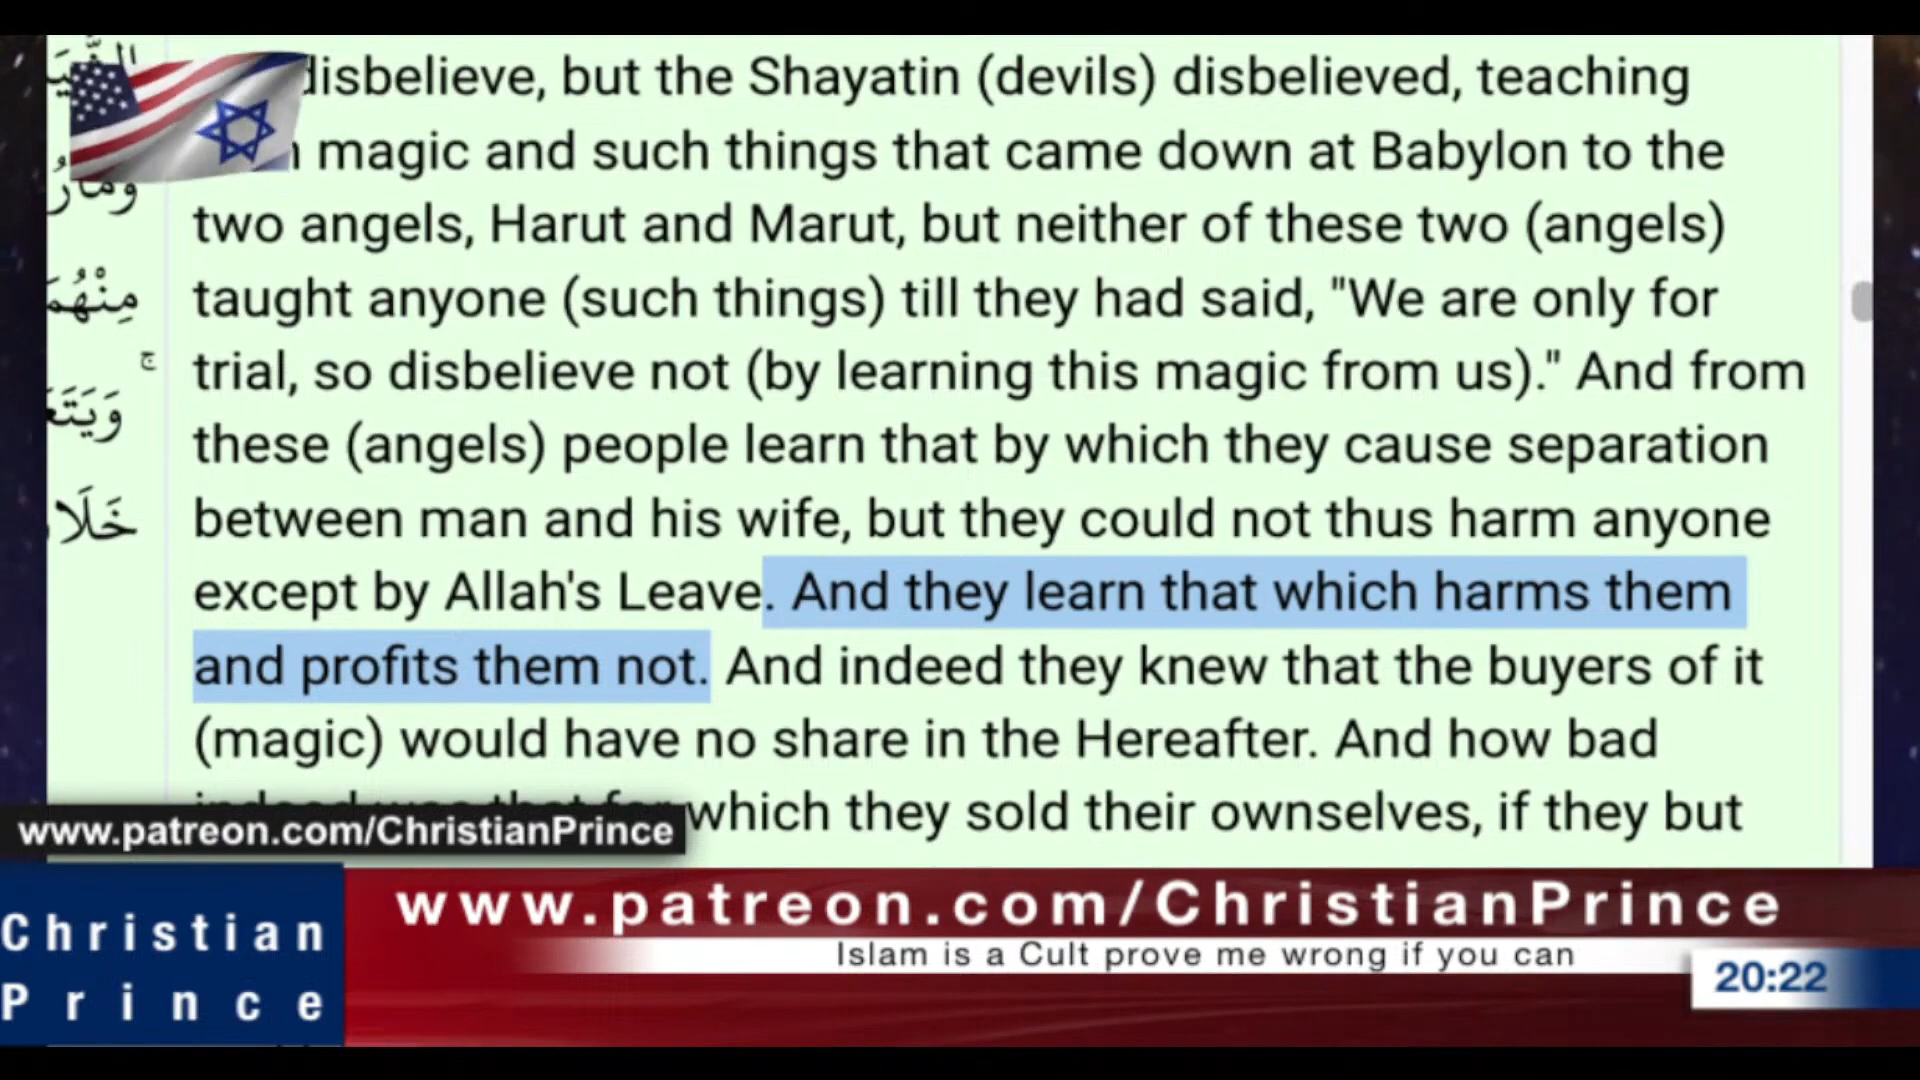 disbelieve, but the Shayatin (devils) disbelieved, teaching
magic and such things that came down at Babylon to the
وَمَارُ
two angels, Harut and Marut, but neither of these two (angels)
مِنْهُمَ
taught anyone (such things) till they had said, "We are only for
trial, so disbelieve not (by learning this magic from us)." And from
وَيَتَعَ
these (angels) people learn that by which they cause separation
خَلَا
between man and his wife, but they could not thus harm anyone
except by Allah's Leave. And they learn that which harms them
and profits them not. And indeed they knew that the buyers of it
(magic) would have no share in the Hereafter. And how bad
indeed was that for which they sold their ownselves, if they but
www.patreon.com/ChristianPrince
www.patreon.com/ChristianPrince
Islam is a Cult prove me wrong if you can
Christian
Prince
20:22